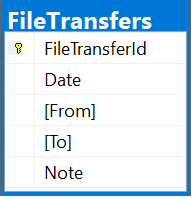 FileTransfers
FileTransferId
Date
[From]
[To]
Note